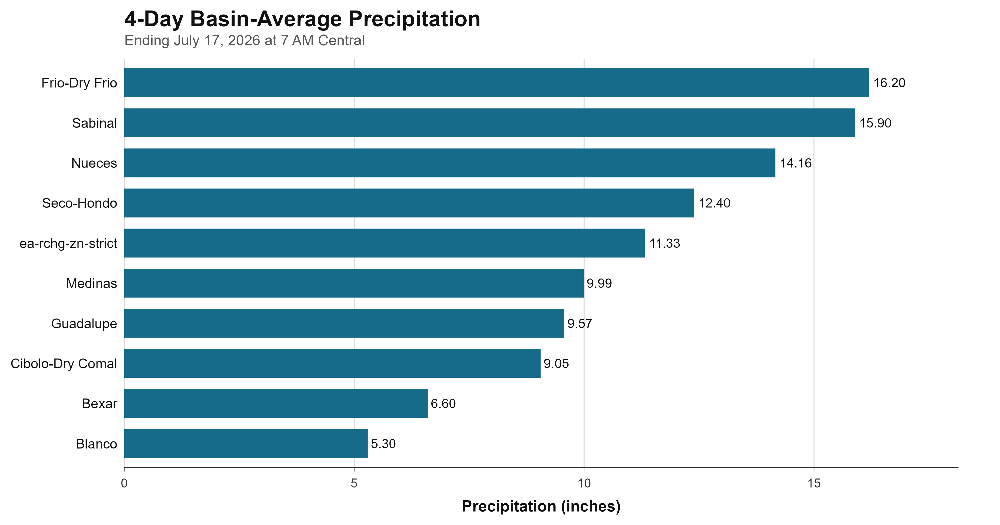 4-Day Basin-Average Precipitation
Ending July 17, 2026 at 7 AM Central
Frio-Dry Frio 16.20
Sabinal 15.90
Nueces 14.16
Seco-Hondo 12.40
ea-rchg-zn-strict 11.33
Medinas 9.99
Guadalupe 9.57
Cibolo-Dry Comal 9.05
Bexar 6.60
Blanco 5.30
0 5 10 15
Precipitation (inches)